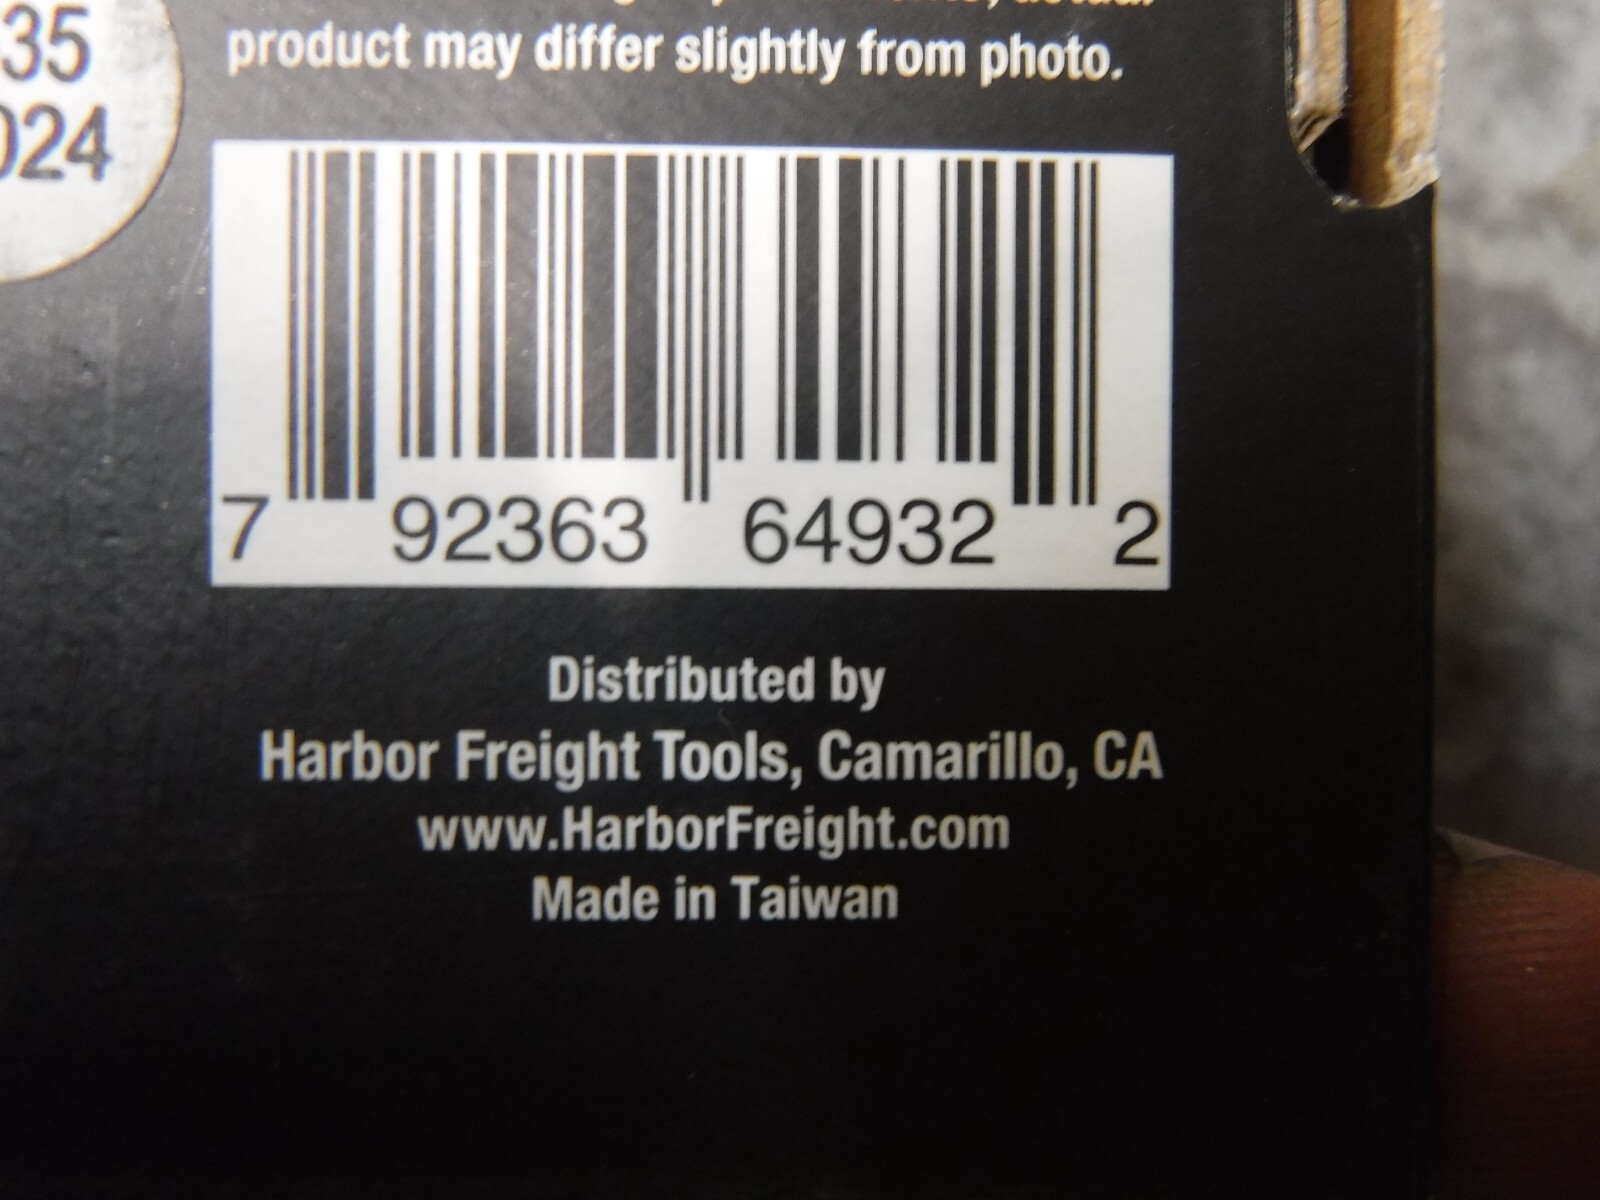 35
024
product may differ slightly from photo.
7 92363 64932 2
Distributed by
Harbor Freight Tools, Camarillo, CA
www.HarborFreight.com
Made in Taiwan